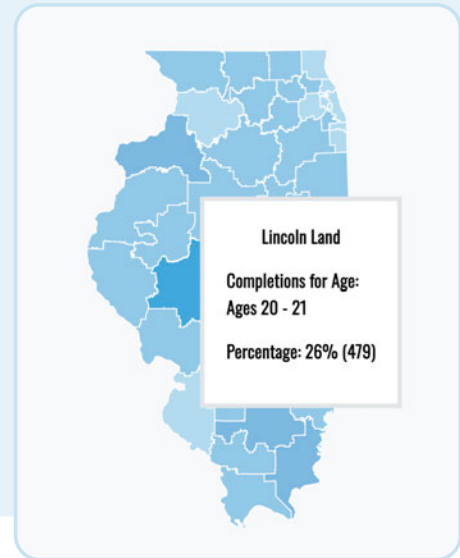 Lincoln Land
Completions for Age:
Ages 20 - 21
Percentage: 26% (479)